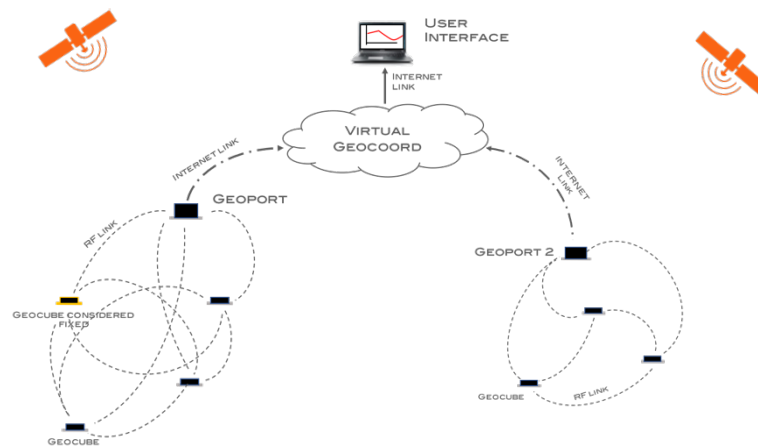 USER
INTERFACE
INTERNET
LINK
VIRTUAL
GEOCOORD
INTERNET LINK
INTERNET
LINK
GEOPORT
RF LINK
GEOPORT 2
GEOCUBE CONSIDERED
FIXED
GEOCUBE
RF LINK
GEOCUBE